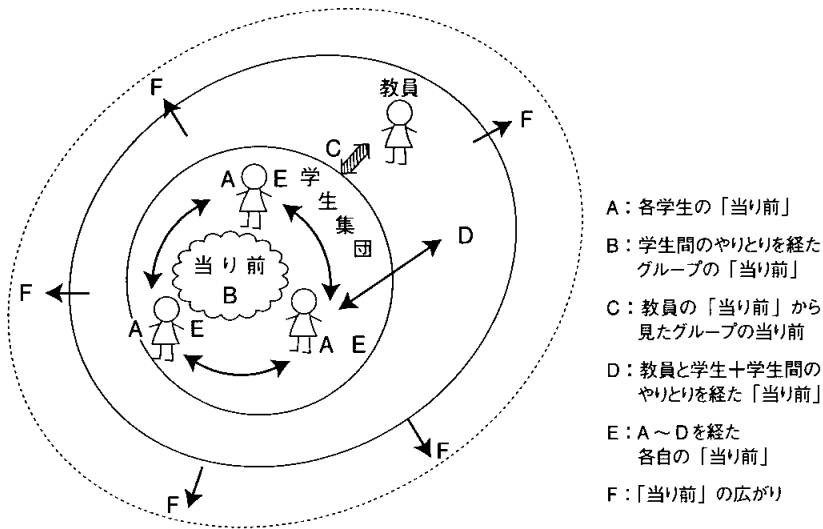 F
教員
F
C
A E
学生集団
D
当り前
B
F
A E
A E
F
F
A：各学生の「当り前」
B：学生間のやりとりを経た
グループの「当り前」
C：教員の「当り前」から
見たグループの当り前
D：教員と学生＋学生間の
やりとりを経た「当り前」
E：A～Dを経た
各自の「当り前」
F：「当り前」の広がり